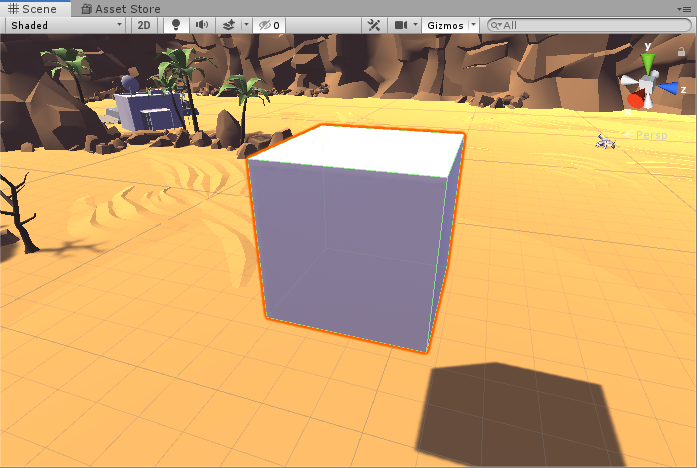 Scene Asset Store
Shaded 2D 0 Gizmos All
y
z
Persp